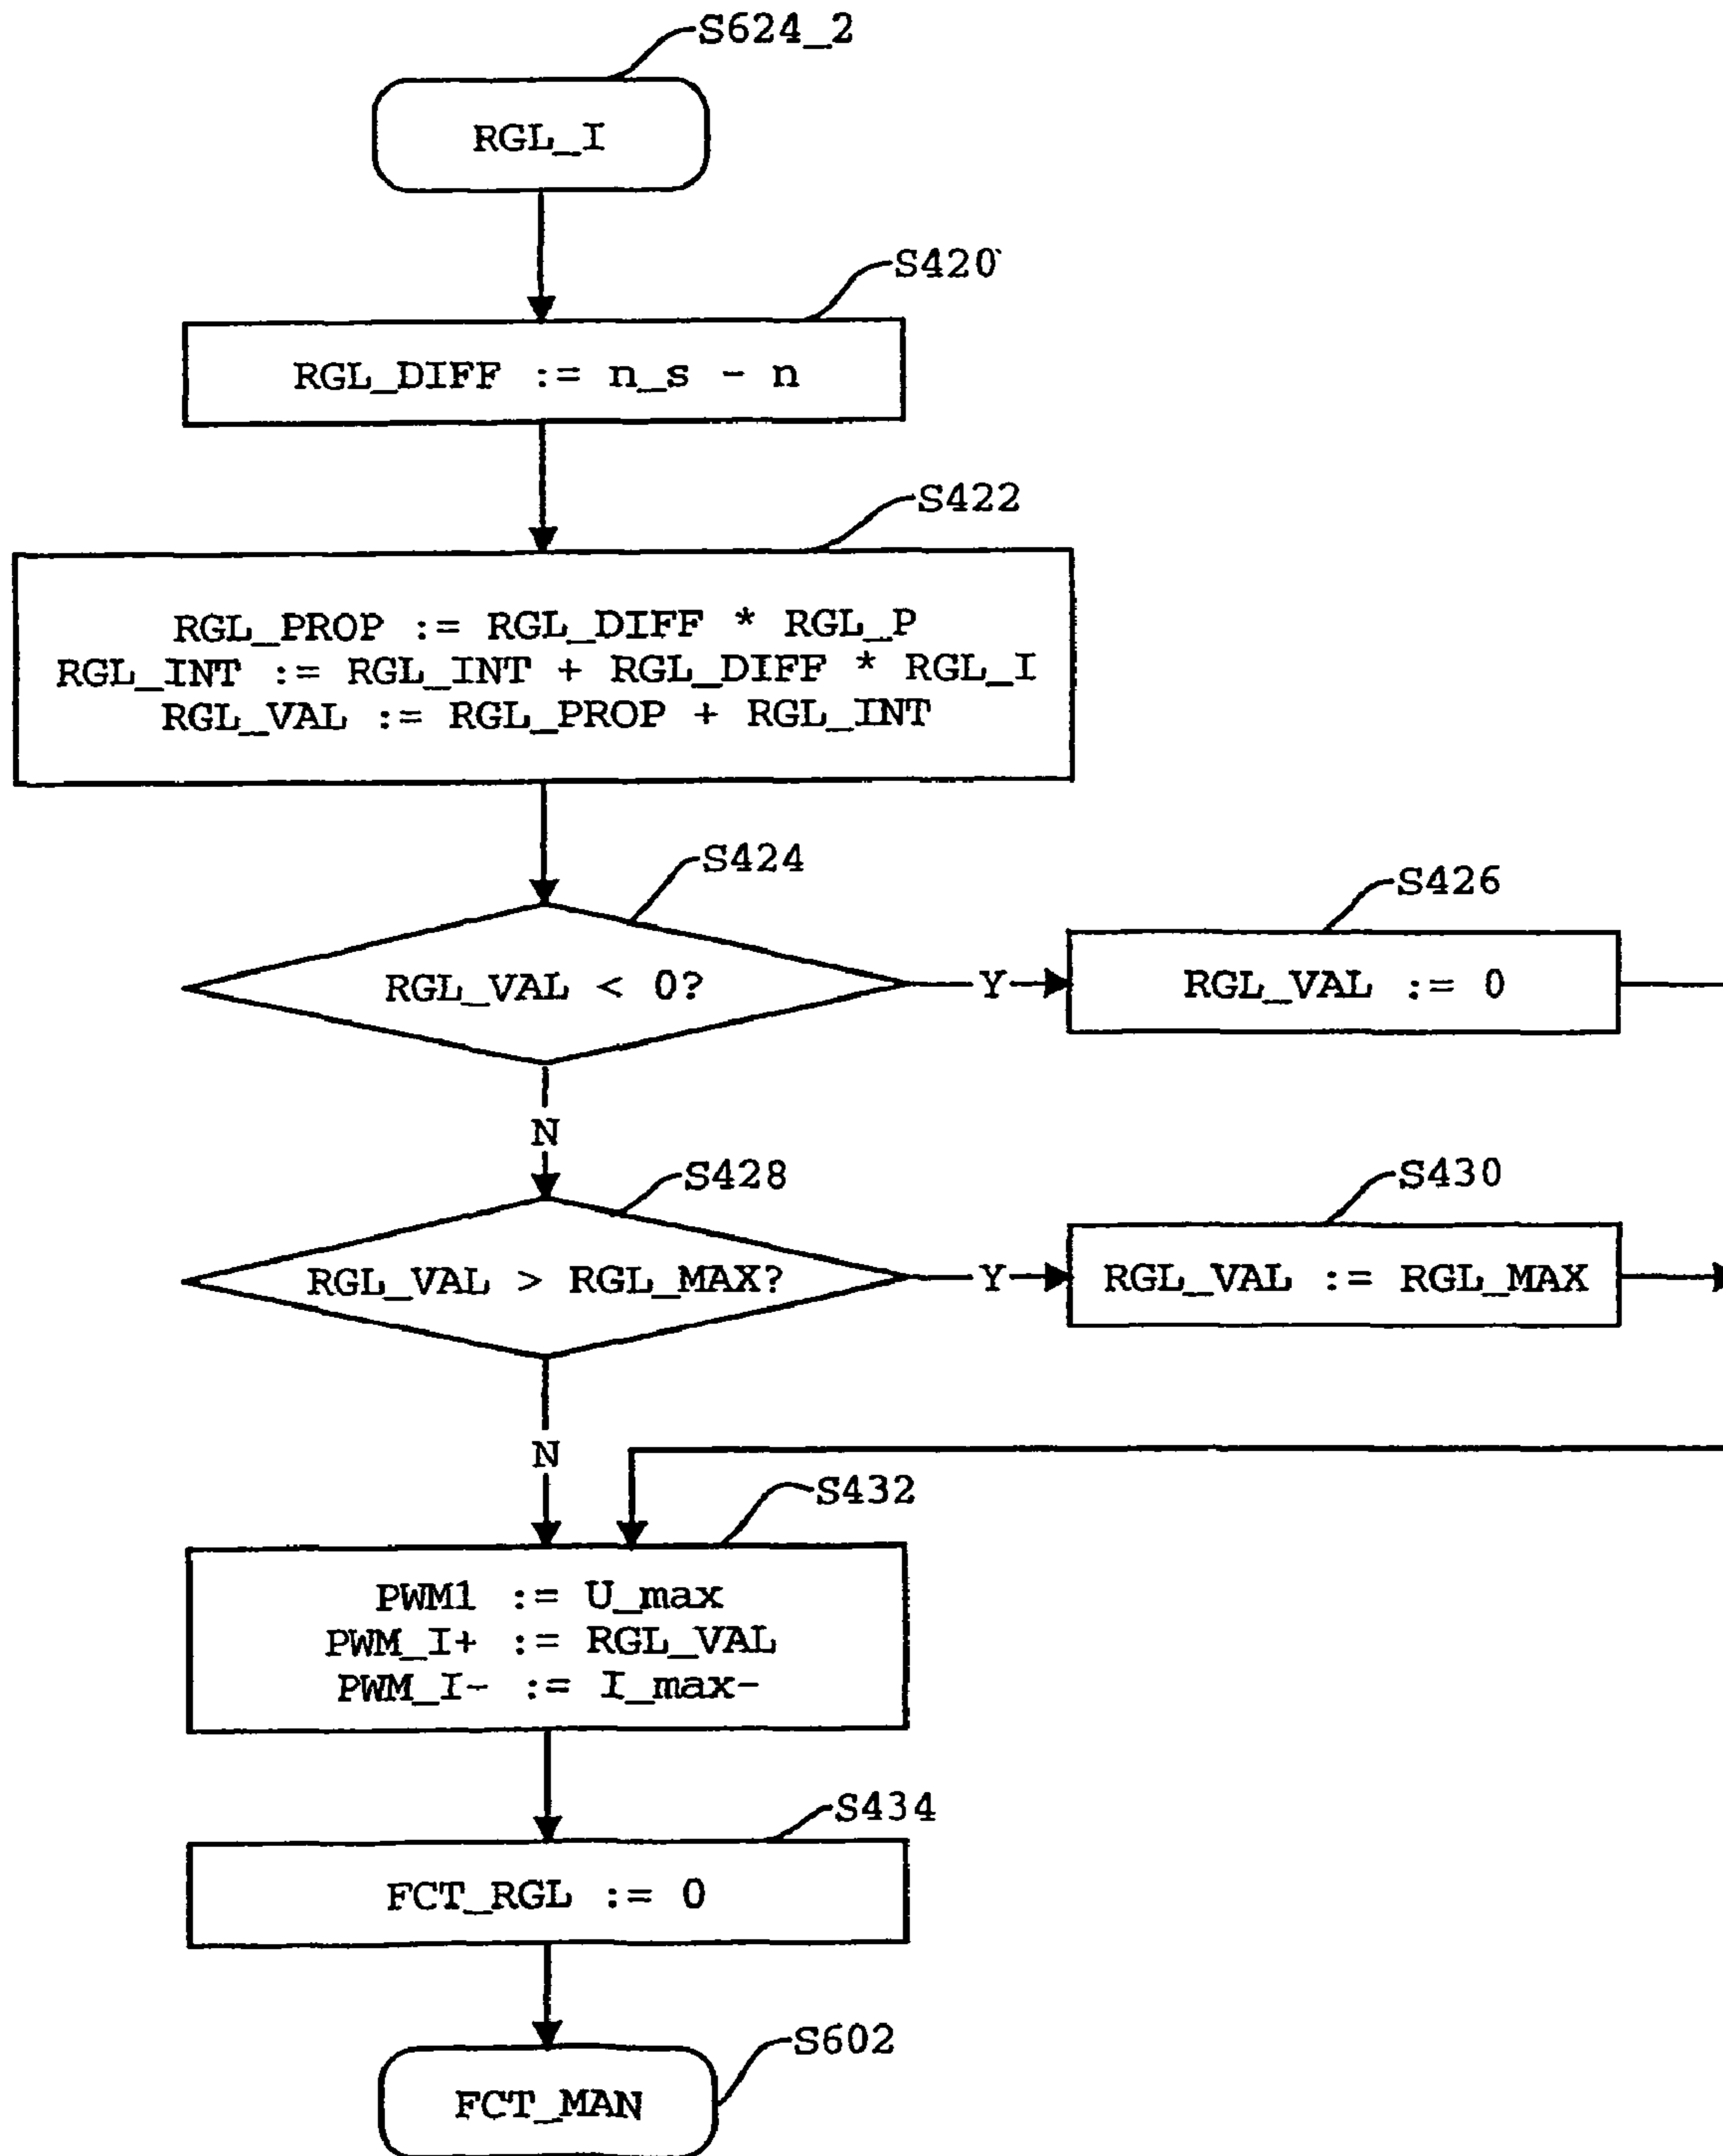 S624_2
RGL_I
S420
RGL_DIFF := n_s - n
S422
RGL_PROP := RGL_DIFF * RGL_P
RGL_INT := RGL_INT + RGL_DIFF * RGL_I
RGL_VAL := RGL_PROP + RGL_INT
S424
RGL_VAL < 0?
Y
S426
RGL_VAL := 0
N
S428
RGL_VAL > RGL_MAX?
Y
S430
RGL_VAL := RGL_MAX
N
S432
PWM1 := U_max
PWM_I+ := RGL_VAL
PWM_I- := I_max-
S434
FCT_RGL := 0
S602
FCT_MAN